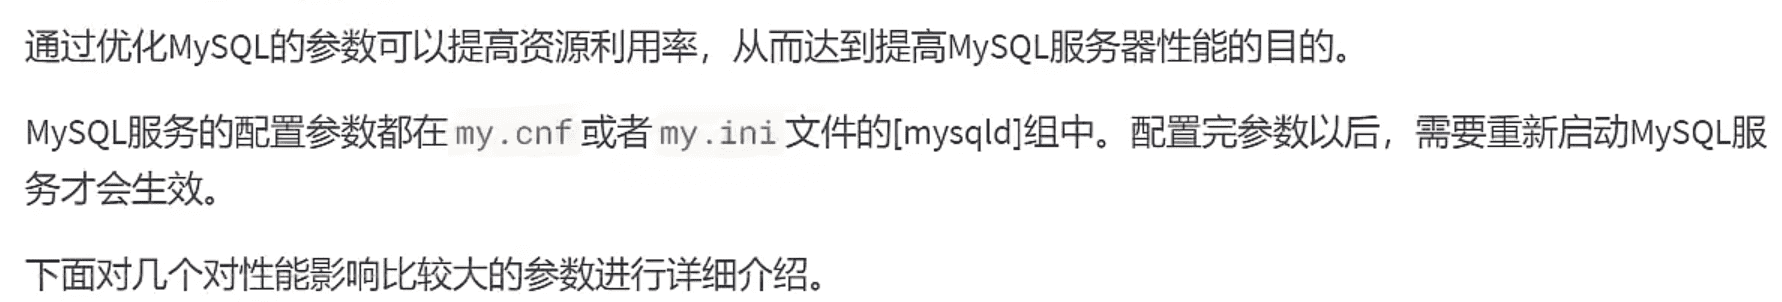 通过优化MySQL的参数可以提高资源利用率，从而达到提高MySQL服务器性能的目的。
MySQL服务的配置参数都在 my.cnf 或者 my.ini 文件的[mysqld]组中。配置完参数以后，需要重新启动MySQL服
务才会生效。
下面对几个对性能影响比较大的参数进行详细介绍。